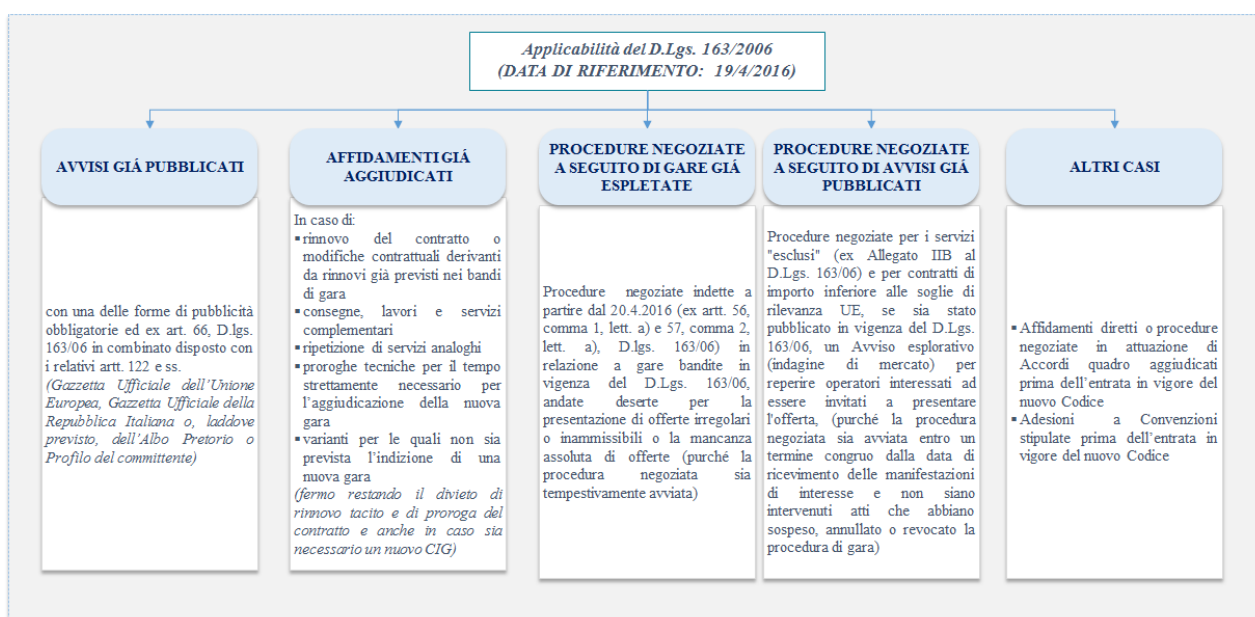 Applicabilità del D.Lgs. 163/2006
(DATA DI RIFERIMENTO: 19/4/2016)
AVVISI GIÁ PUBBLICATI
con una delle forme di pubblicità
obbligatorie ed ex art. 66, D.lgs.
163/06 in combinato disposto con
i relativi artt. 122 e ss.
(Gazzetta Ufficiale dell'Unione
Europea, Gazzetta Ufficiale della
Repubblica Italiana o, laddove
previsto, dell'Albo Pretorio o
Profilo del committente)
AFFIDAMENTI GIÁ
AGGIUDICATI
In caso di:
▪rinnovo del contratto o
modifiche contrattuali derivanti
da rinnovi già previsti nei bandi
di gara
▪consegne, lavori e servizi
complementari
▪ripetizione di servizi analoghi
▪proroghe tecniche per il tempo
strettamente necessario per
l'aggiudicazione della nuova
gara
▪varianti per le quali non sia
prevista l'indizione di una
nuova gara
(fermo restando il divieto di
rinnovo tacito e di proroga del
contratto e anche in caso sia
necessario un nuovo CIG)
PROCEDURE NEGOZIATE
A SEGUITO DI GARE GIÁ
ESPLETATE
Procedure negoziate indette a
partire dal 20.4.2016 (ex artt. 56,
comma 1, lett. a) e 57, comma 2,
lett. a), D.lgs. 163/06) in
relazione a gare bandite in
vigenza del D.Lgs. 163/06,
andate deserte per la
presentazione di offerte irregolari
o inammissibili o la mancanza
assoluta di offerte (purché la
procedura negoziata sia
tempestivamente avviata)
PROCEDURE NEGOZIATE
A SEGUITO DI AVVISI GIÁ
PUBBLICATI
Procedure negoziate per i servizi
"esclusi" (ex Allegato IIB al
D.Lgs. 163/06) e per contratti di
importo inferiore alle soglie di
rilevanza UE, se sia stato
pubblicato in vigenza del D.Lgs.
163/06, un Avviso esplorativo
(indagine di mercato) per
reperire operatori interessati ad
essere invitati a presentare
l'offerta, (purché la procedura
negoziata sia avviata entro un
termine congruo dalla data di
ricevimento delle manifestazioni
di interesse e non siano
intervenuti atti che abbiano
sospeso, annullato o revocato la
procedura di gara)
ALTRI CASI
▪Affidamenti diretti o procedure
negoziate in attuazione di
Accordi quadro aggiudicati
prima dell'entrata in vigore del
nuovo Codice
▪Adesioni a Convenzioni
stipulate prima dell'entrata in
vigore del nuovo Codice